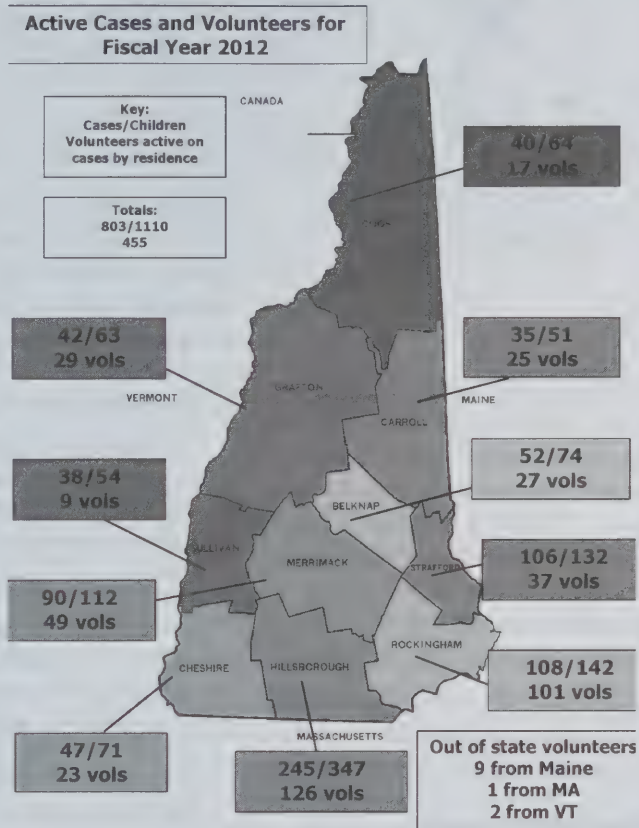 Active Cases and Volunteers for
Fiscal Year 2012
Key:
Cases/Children
Volunteers active on
cases by residence
CANADA
40/64
17 vols
Totals:
803/1110
455
COOS
42/63
29 vols
35/51
25 vols
GRAFTON
VERMONT
MAINE
CARROLL
52/74
27 vols
38/54
9 vols
BELKNAP
SULLIVAN
MERRIMACK
STRAFFORD
106/132
37 vols
90/112
49 vols
ROCKINGHAM
CHESHIRE
HILLSBOROUGH
108/142
101 vols
MASSACHUSETTS
47/71
23 vols
245/347
126 vols
Out of state volunteers
9 from Maine
1 from MA
2 from VT